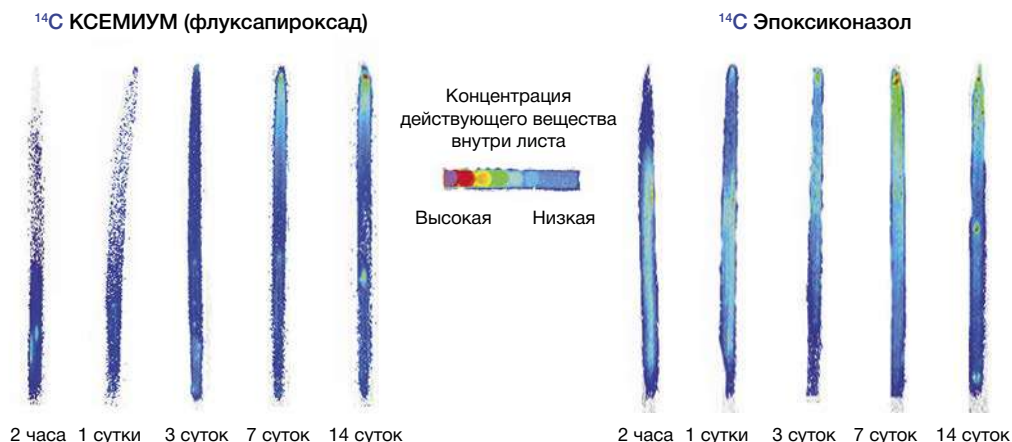 ¹⁴C КСЕМИУМ (флуксапироксад)
¹⁴C Эпоксиконазол
Концентрация
действующего вещества
внутри листа
Высокая Низкая
2 часа 1 сутки 3 суток 7 суток 14 суток
2 часа 1 сутки 3 суток 7 суток 14 суток